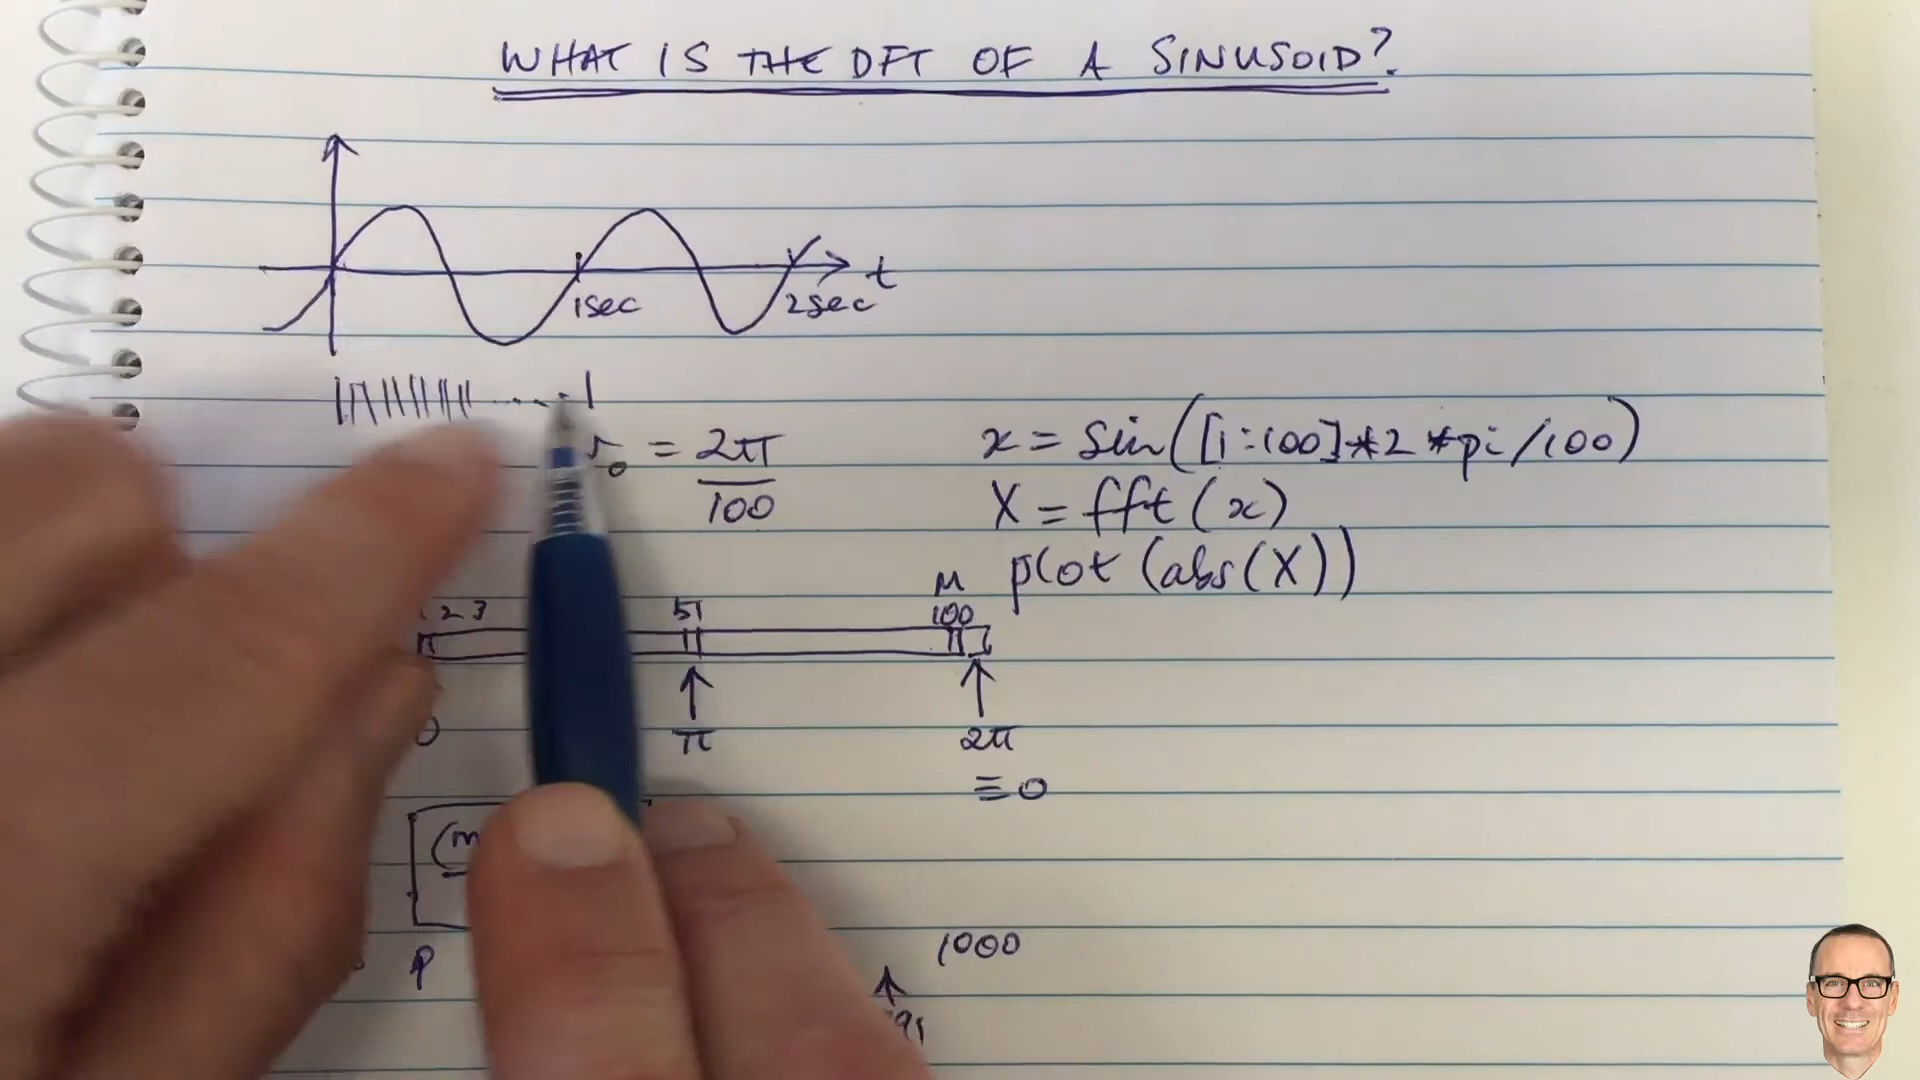 WHAT IS THE DFT OF A SINUSOID?
t
1sec 2sec
= 2π
100
x = sin([1:100]*2*pi/100)
X = fft(x)
plot(abs(X))
M
2 3 51 100
0 π 2π
≡ 0
(m
1000
p